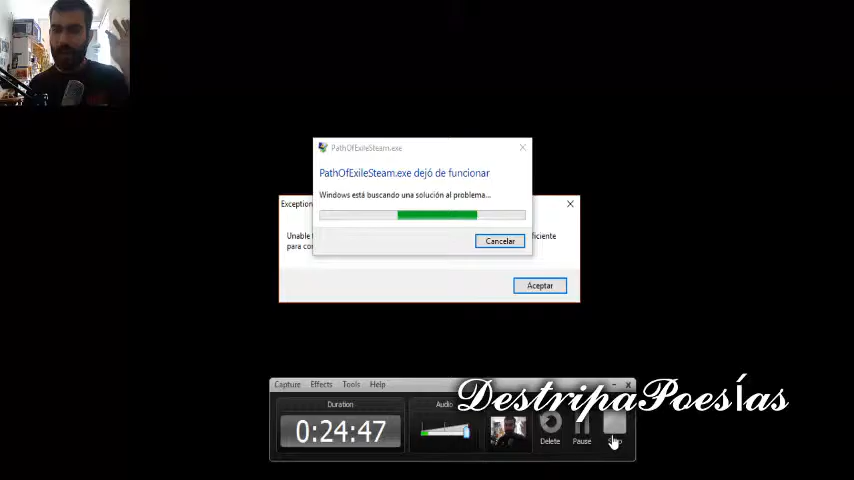 PathOfExileSteam.exe
PathOfExileSteam.exe dejó de funcionar
Windows está buscando una solución al problema...
Cancelar
Exception
Unable
ficiente
para con
Aceptar
Capture Effects Tools Help
DestripaPoesías
Duration
Audio
0:24:47
Delete
Pause